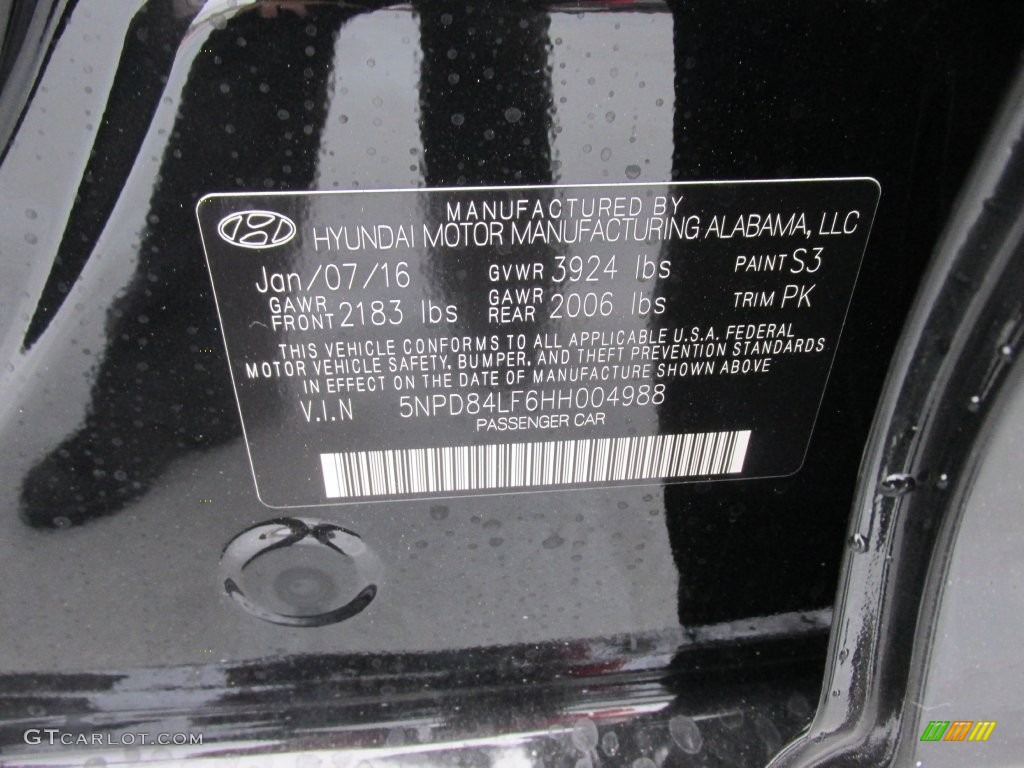 MANUFACTURED BY
HYUNDAI MOTOR MANUFACTURING ALABAMA, LLC
Jan/07/16 GVWR 3924 lbs PAINT S3
GAWR FRONT 2183 lbs GAWR REAR 2006 lbs TRIM PK
THIS VEHICLE CONFORMS TO ALL APPLICABLE U.S.A. FEDERAL
MOTOR VEHICLE SAFETY, BUMPER, AND THEFT PREVENTION STANDARDS
IN EFFECT ON THE DATE OF MANUFACTURE SHOWN ABOVE
V.I.N 5NPD84LF6HH004988
PASSENGER CAR
GTCARLOT.COM